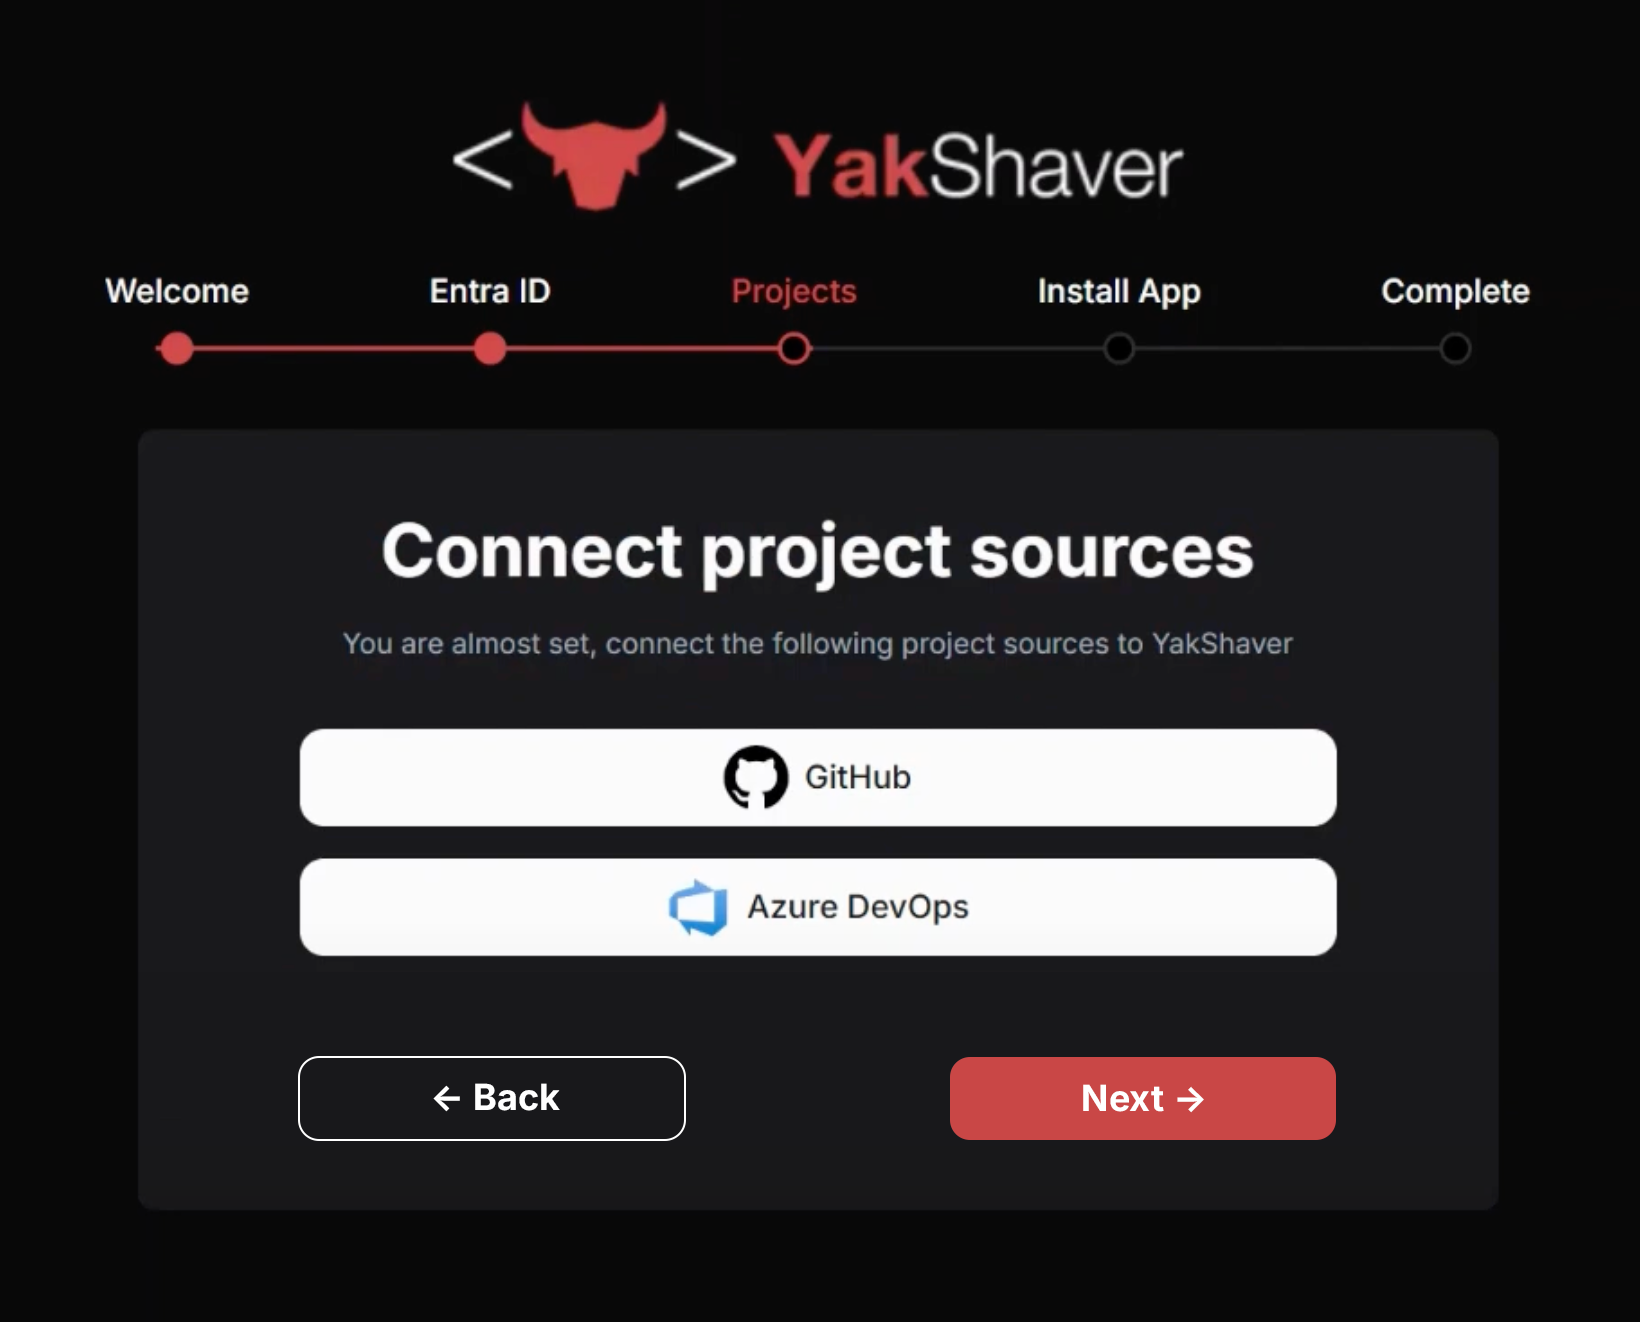 <> YakShaver
Welcome Entra ID Projects Install App Complete
Connect project sources
You are almost set, connect the following project sources to YakShaver
GitHub
Azure DevOps
← Back Next →